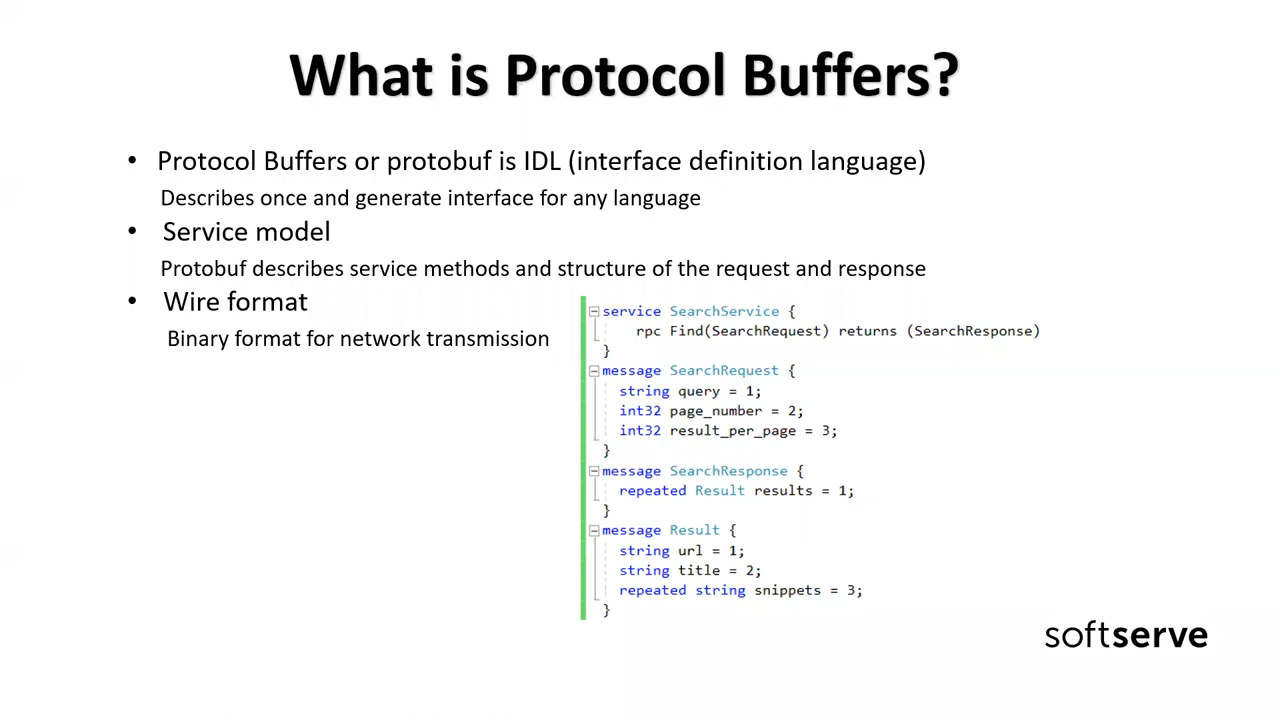 What is Protocol Buffers?
• Protocol Buffers or protobuf is IDL (interface definition language)
Describes once and generate interface for any language
• Service model
Protobuf describes service methods and structure of the request and response
• Wire format
Binary format for network transmission
service SearchService {
rpc Find(SearchRequest) returns (SearchResponse)
}
message SearchRequest {
string query = 1;
int32 page_number = 2;
int32 result_per_page = 3;
}
message SearchResponse {
repeated Result results = 1;
}
message Result {
string url = 1;
string title = 2;
repeated string snippets = 3;
}
softserve